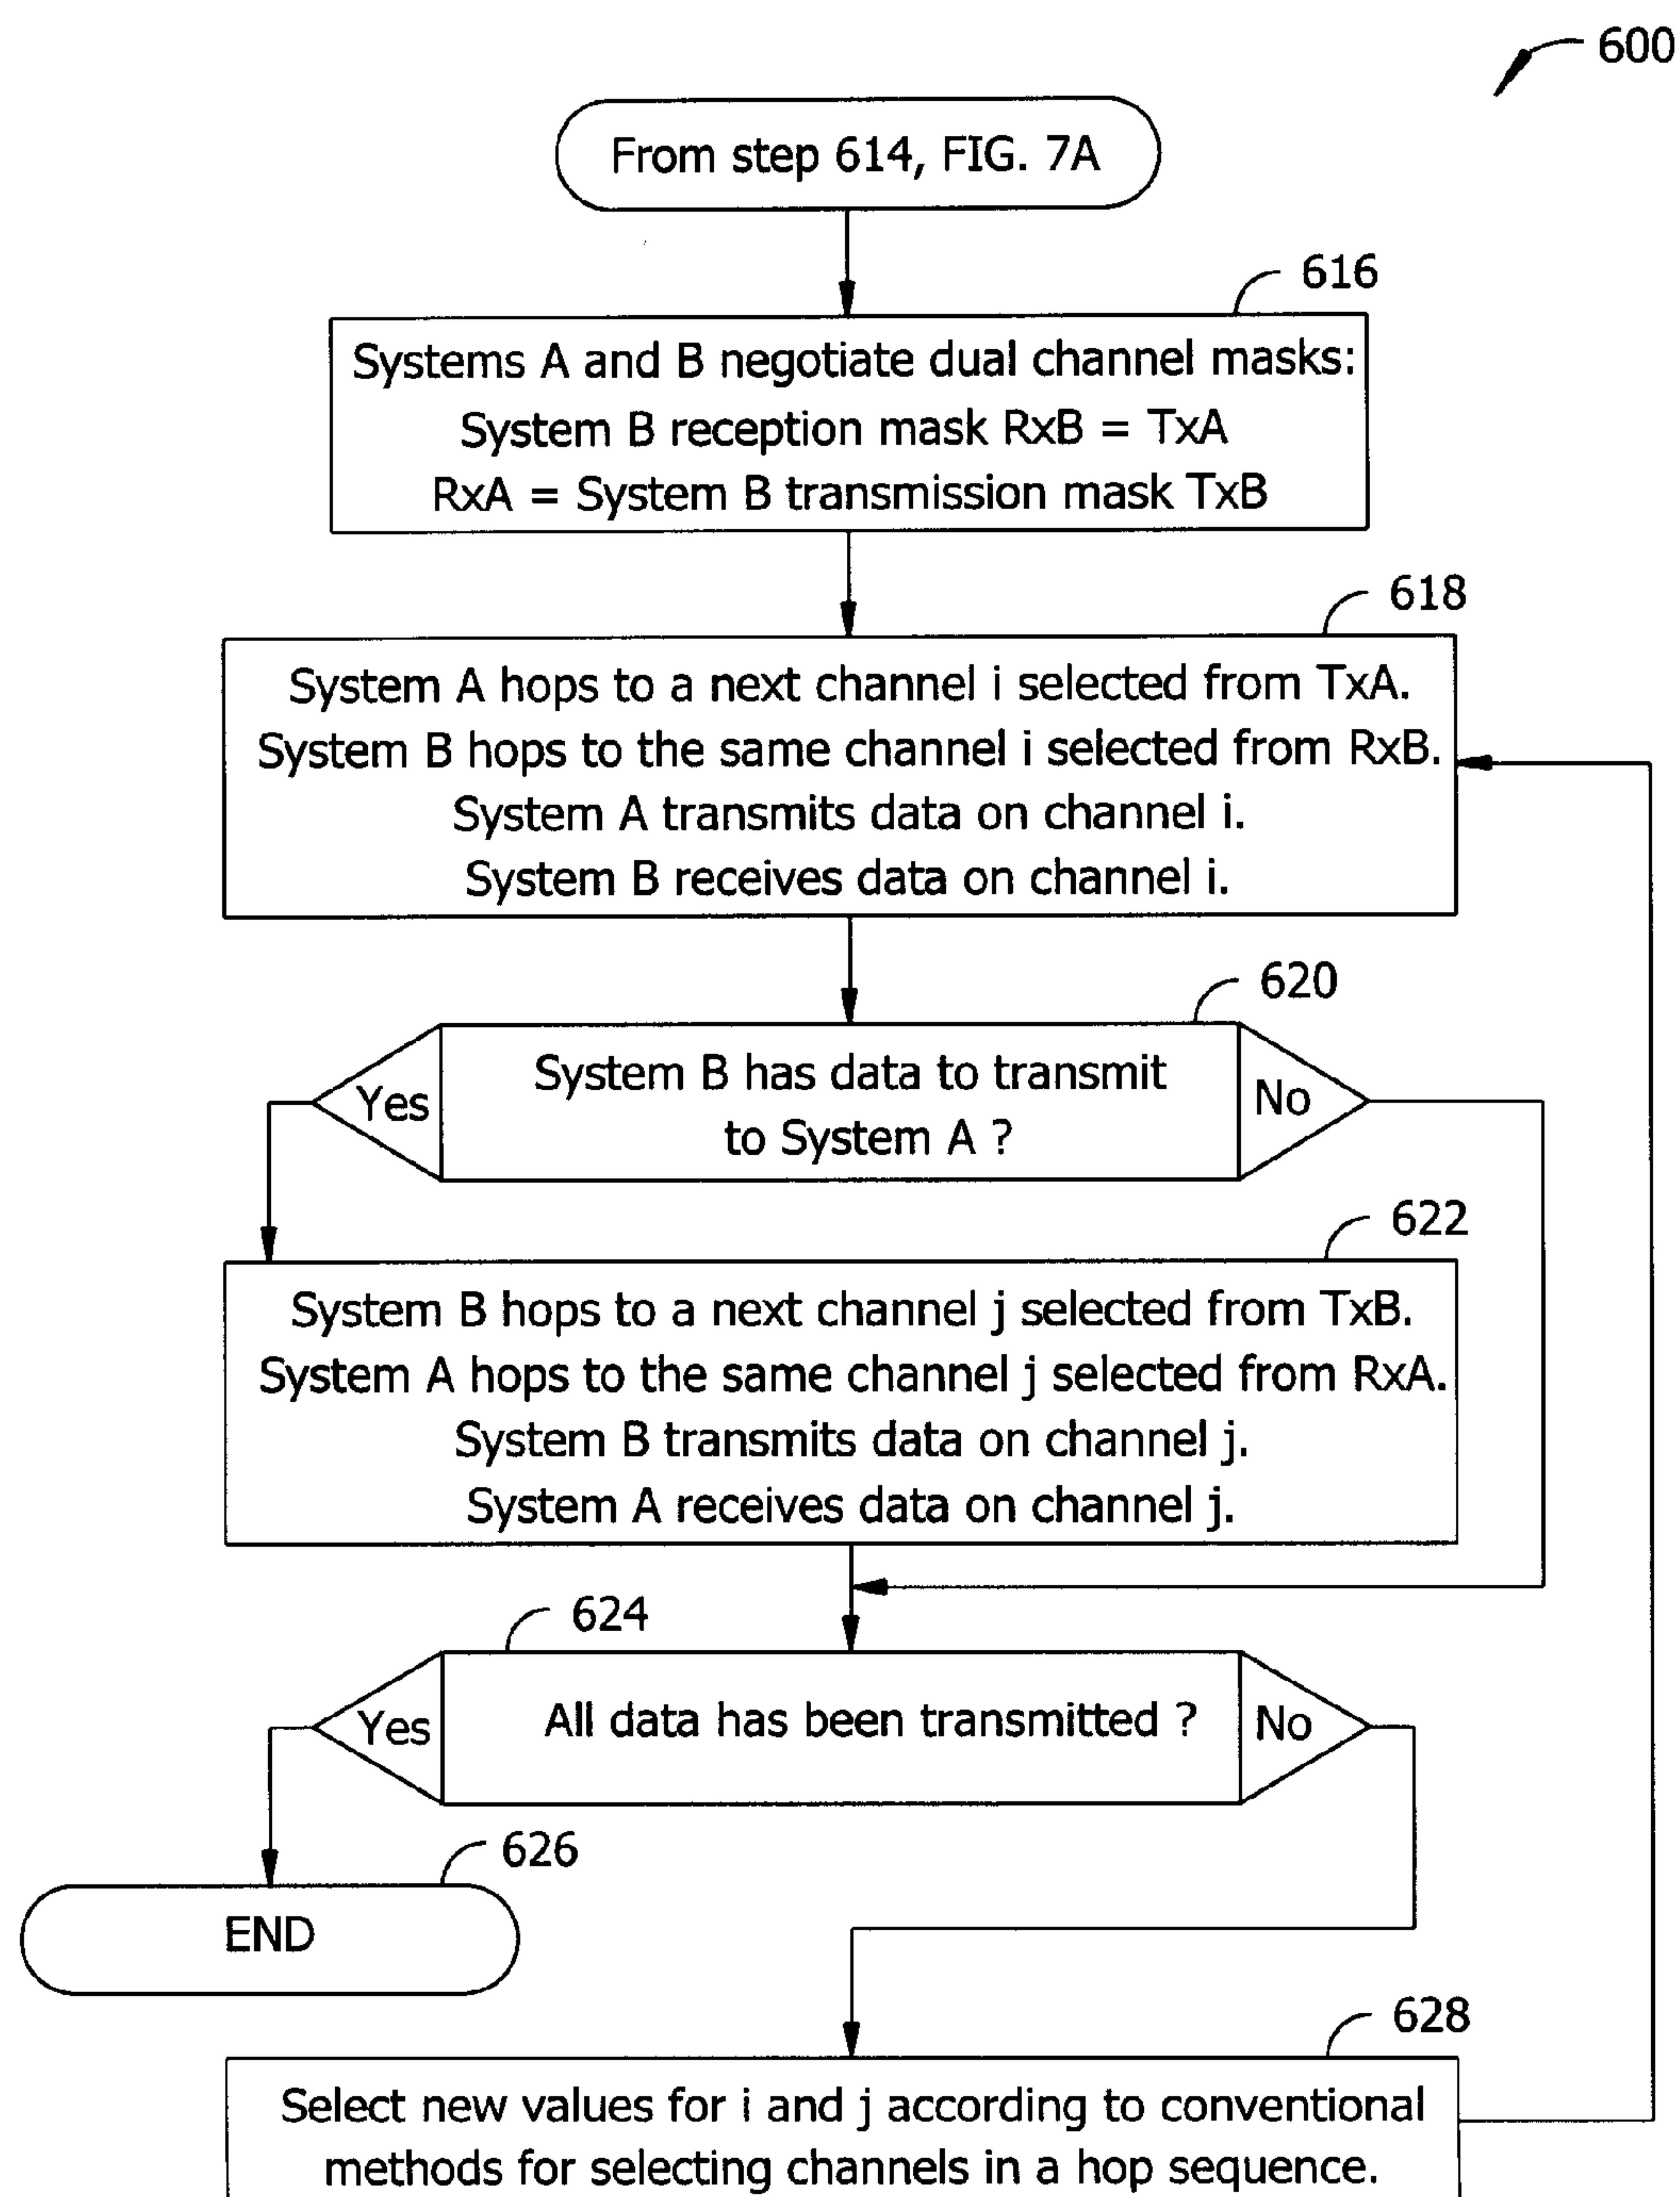 600
From step 614, FIG. 7A
616
Systems A and B negotiate dual channel masks:
System B reception mask RxB = TxA
RxA = System B transmission mask TxB
618
System A hops to a next channel i selected from TxA.
System B hops to the same channel i selected from RxB.
System A transmits data on channel i.
System B receives data on channel i.
620
Yes
System B has data to transmit
to System A ?
No
622
System B hops to a next channel j selected from TxB.
System A hops to the same channel j selected from RxA.
System B transmits data on channel j.
System A receives data on channel j.
624
Yes
All data has been transmitted ?
No
626
END
628
Select new values for i and j according to conventional
methods for selecting channels in a hop sequence.